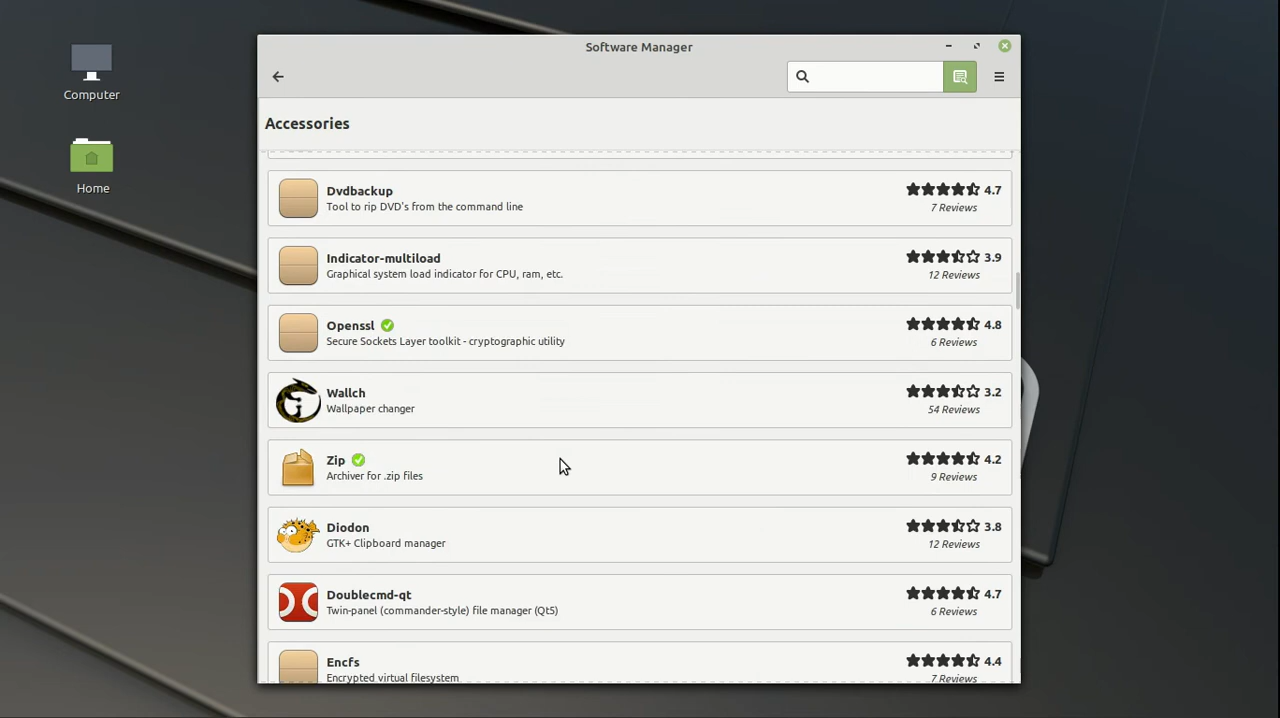 Software Manager
Computer
Home
Accessories
Dvdbackup
Tool to rip DVD's from the command line
4.7
7 Reviews
Indicator-multiload
Graphical system load indicator for CPU, ram, etc.
3.9
12 Reviews
Openssl
Secure Sockets Layer toolkit - cryptographic utility
4.8
6 Reviews
Wallch
Wallpaper changer
3.2
54 Reviews
Zip
Archiver for .zip files
4.2
9 Reviews
Diodon
GTK+ Clipboard manager
3.8
12 Reviews
Doublecmd-qt
Twin-panel (commander-style) file manager (Qt5)
4.7
6 Reviews
Encfs
Encrypted virtual filesystem
4.4
7 Reviews